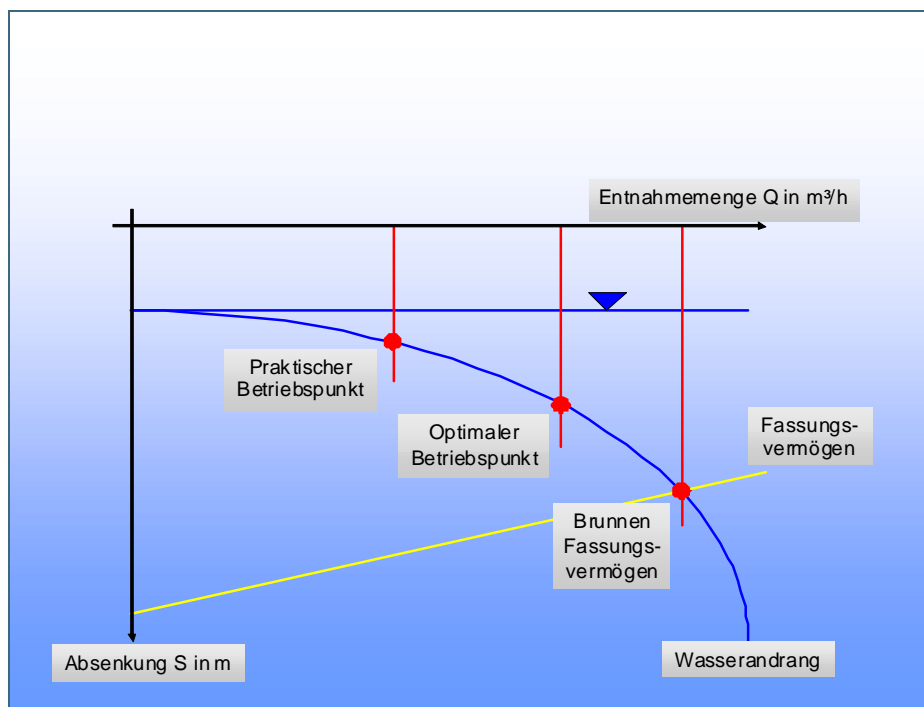 Entnahmemenge Q in m³/h
Praktischer
Betriebspunkt
Optimaler
Betriebspunkt
Fassungs-
vermögen
Brunnen
Fassungs-
vermögen
Absenkung S in m
Wasserandrang